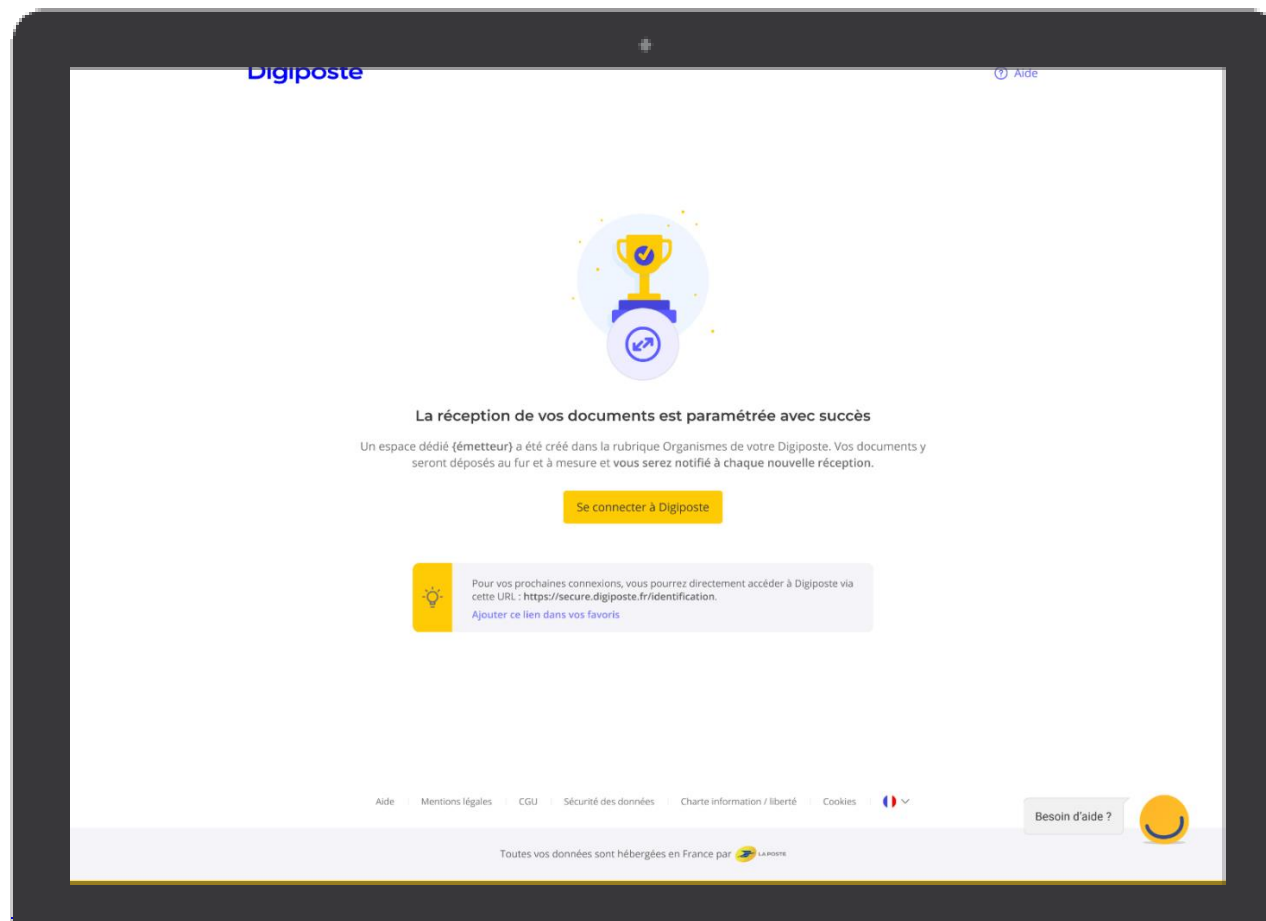 Digiposte
Aide
La réception de vos documents est paramétrée avec succès
Un espace dédié {émetteur} a été créé dans la rubrique Organismes de votre Digiposte. Vos documents y
seront déposés au fur et à mesure et vous serez notifié à chaque nouvelle réception.
Se connecter à Digiposte
Pour vos prochaines connexions, vous pourrez directement accéder à Digiposte via
cette URL : https://secure.digiposte.fr/identification.
Ajouter ce lien dans vos favoris
Aide Mentions légales CGU Sécurité des données Charte information / liberté Cookies
Besoin d'aide ?
Toutes vos données sont hébergées en France par LA POSTE